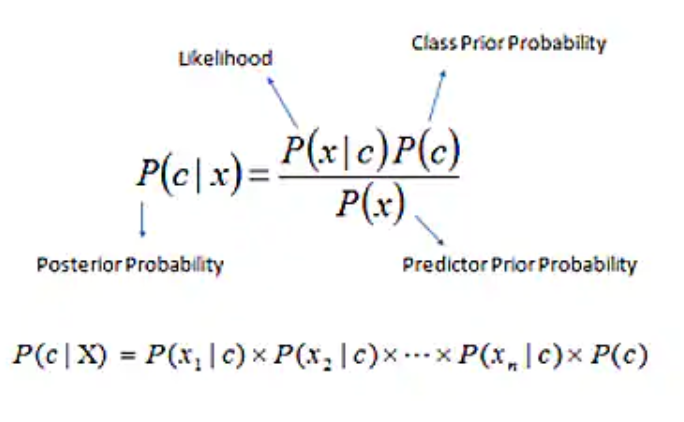 Likelihood
Class Prior Probability
P(c | x) = P(x | c) P(c) / P(x)
Posterior Probability
Predictor Prior Probability
P(c | X) = P(x₁ | c) × P(x₂ | c) × ⋯ × P(xₙ | c) × P(c)